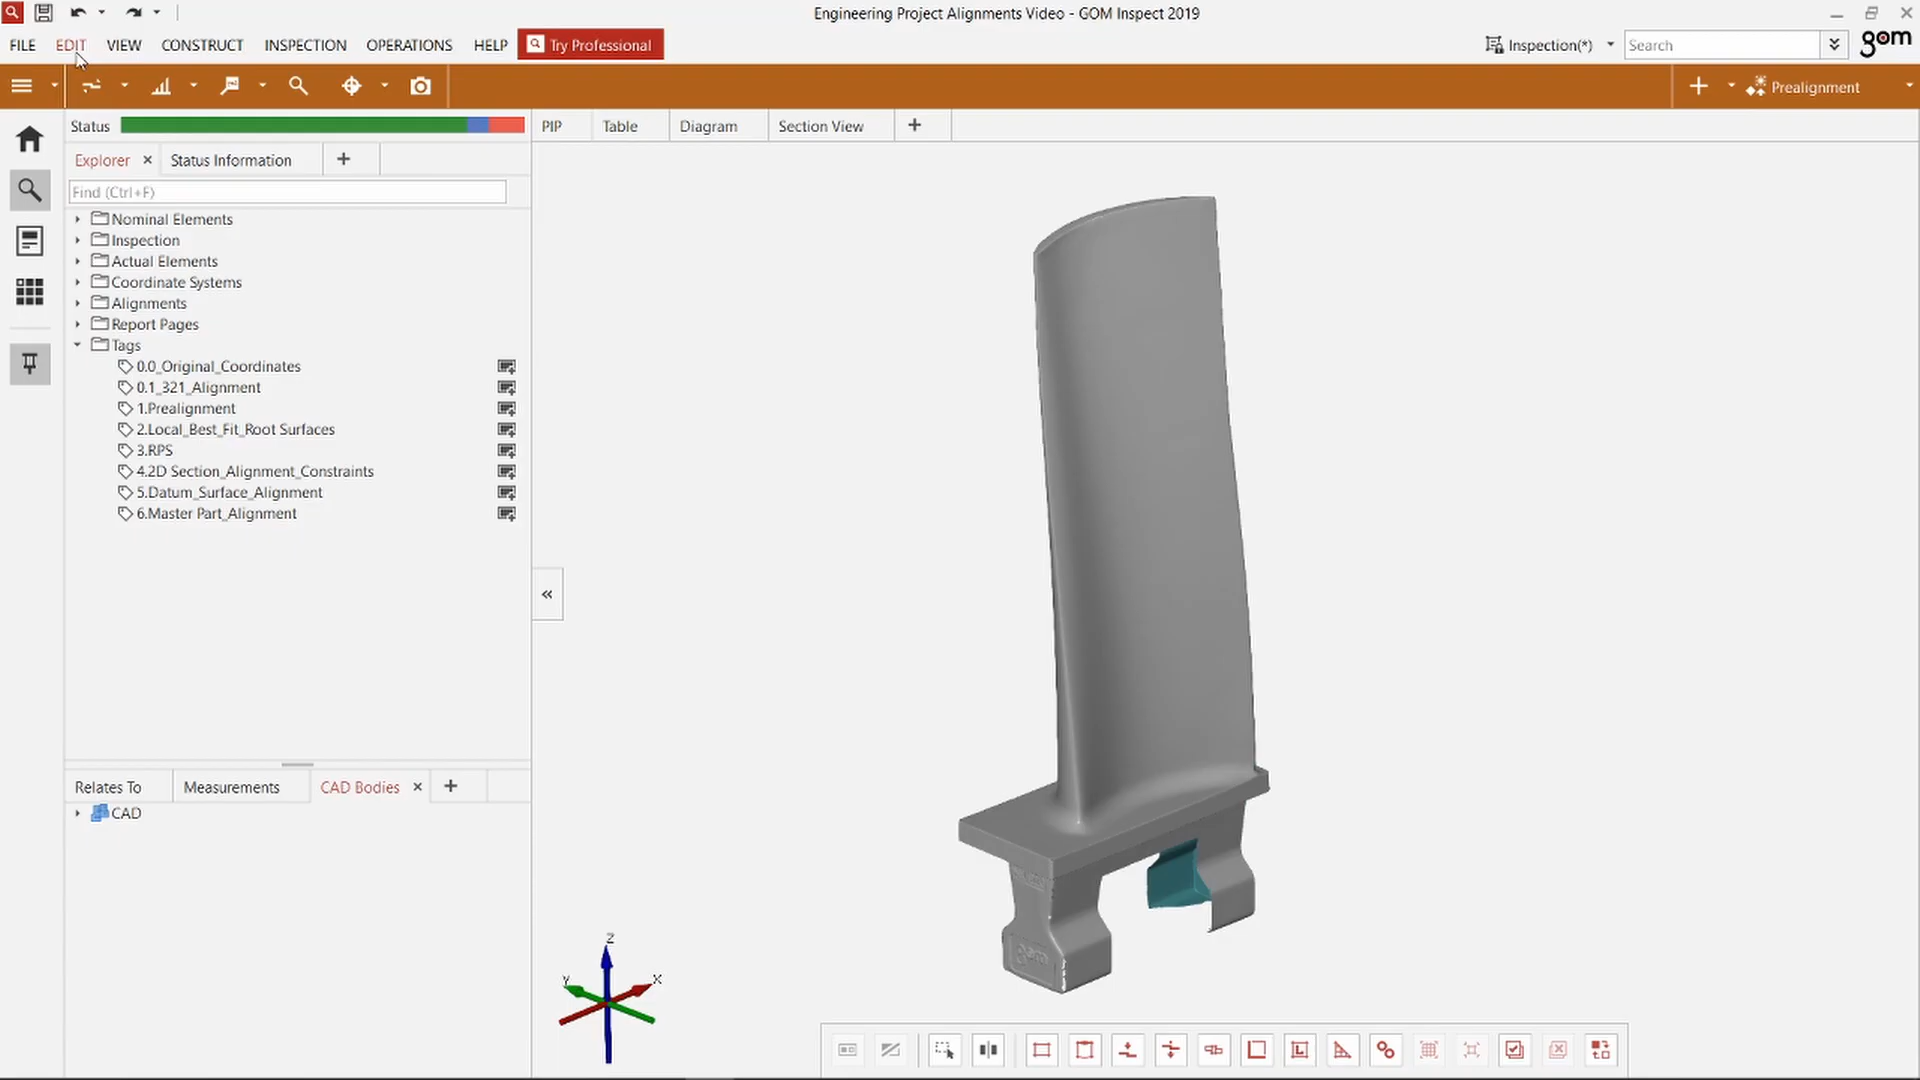 Engineering Project Alignments Video - GOM Inspect 2019
FILE EDIT VIEW CONSTRUCT INSPECTION OPERATIONS HELP Try Professional Inspection(*) Search gom
Prealignment
Status
PIP Table Diagram Section View
Explorer Status Information
Find (Ctrl+F)
Nominal Elements
Inspection
Actual Elements
Coordinate Systems
Alignments
Report Pages
Tags
0.0_Original_Coordinates
0.1_321_Alignment
1.Prealignment
2.Local_Best_Fit_Root Surfaces
3.RPS
4.2D Section_Alignment_Constraints
5.Datum_Surface_Alignment
6.Master Part_Alignment
Relates To Measurements CAD Bodies
CAD
gom
Z
Y
X